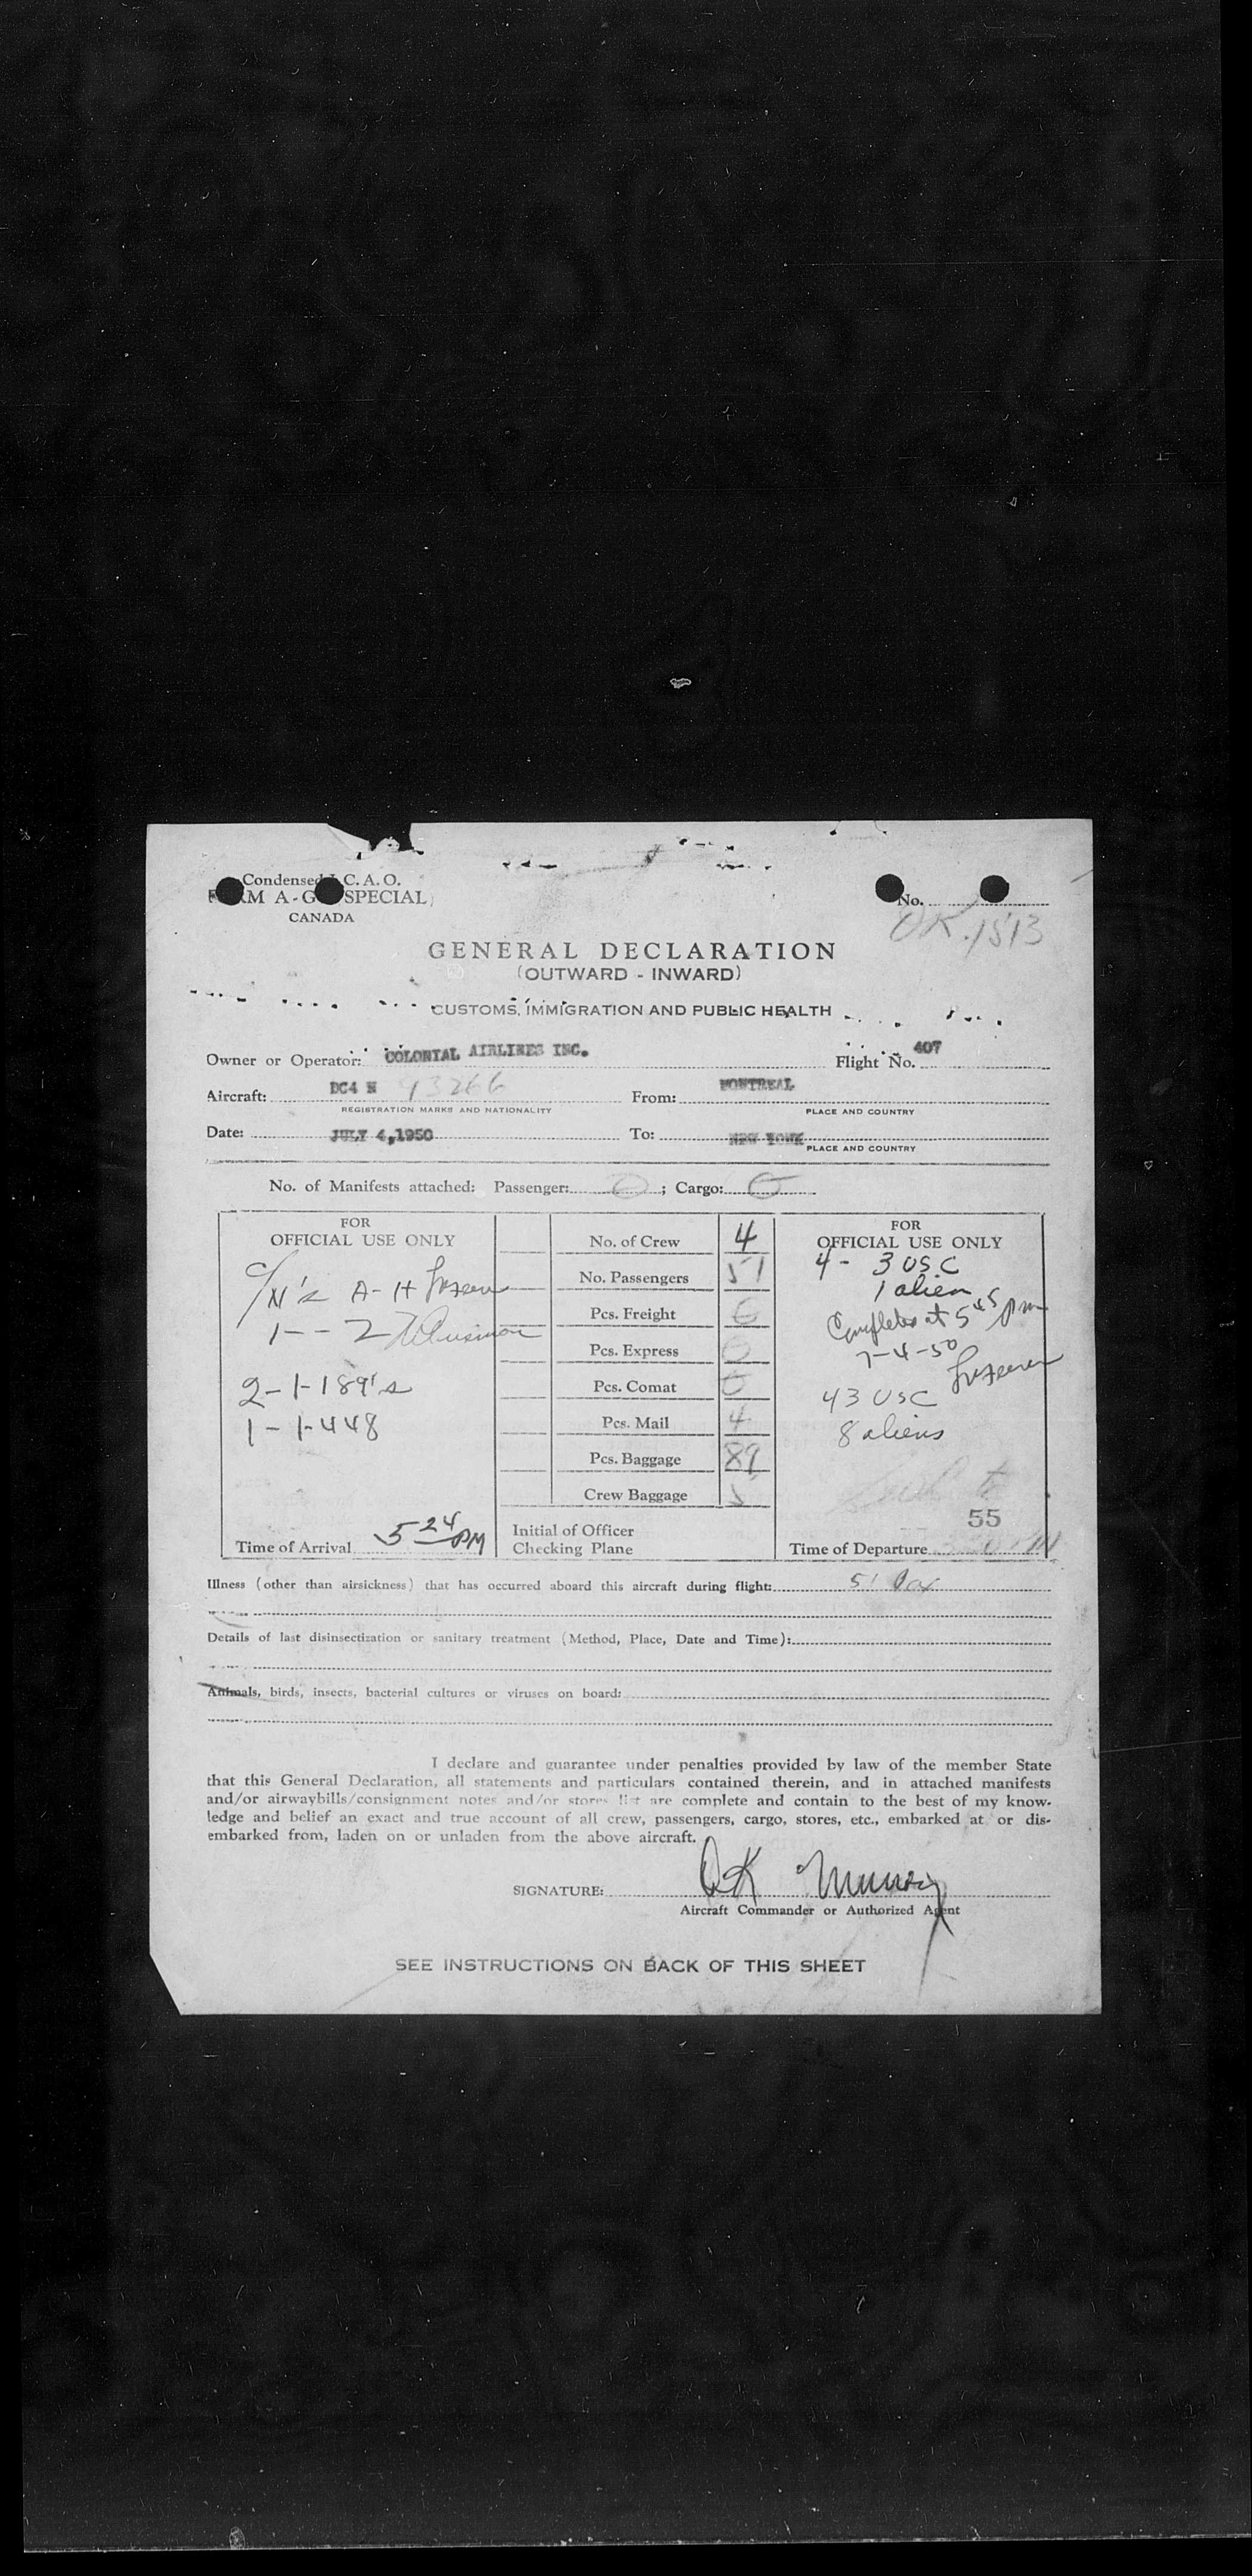 Condensed I.C.A.O.
FORM A-G (SPECIAL)
CANADA
No.
OK. 1513
GENERAL DECLARATION
(OUTWARD - INWARD)
CUSTOMS, IMMIGRATION AND PUBLIC HEALTH
Owner or Operator: COLONIAL AIRLINES INC. Flight No. 407
Aircraft: DC4 N 93266 From: MONTREAL
REGISTRATION MARKS AND NATIONALITY PLACE AND COUNTRY
Date: JULY 4,1950 To: NEW YORK
PLACE AND COUNTRY
No. of Manifests attached: Passenger: 0; Cargo: 0
FOR
OFFICIAL USE ONLY
C/N's A-H
1--2
2-1-189's
1-1-448
Time of Arrival 5 24 PM
No. of Crew 4
No. Passengers 51
Pcs. Freight 0
Pcs. Express 0
Pcs. Comat 0
Pcs. Mail 4
Pcs. Baggage 89
Crew Baggage 5
Initial of Officer
Checking Plane
FOR
OFFICIAL USE ONLY
4- 3 USC
1 alien
Completed at 5 45 pm
7-4-50
43 USC
8 aliens
55
Time of Departure
Illness (other than airsickness) that has occurred aboard this aircraft during flight: 51 Pax
Details of last disinsectization or sanitary treatment (Method, Place, Date and Time):
Animals, birds, insects, bacterial cultures or viruses on board:
I declare and guarantee under penalties provided by law of the member State
that this General Declaration, all statements and particulars contained therein, and in attached manifests
and/or airwaybills/consignment notes and/or stores list are complete and contain to the best of my know-
ledge and belief an exact and true account of all crew, passengers, cargo, stores, etc., embarked at or dis-
embarked from, laden on or unladen from the above aircraft.
SIGNATURE: OK Murray
Aircraft Commander or Authorized Agent
SEE INSTRUCTIONS ON BACK OF THIS SHEET